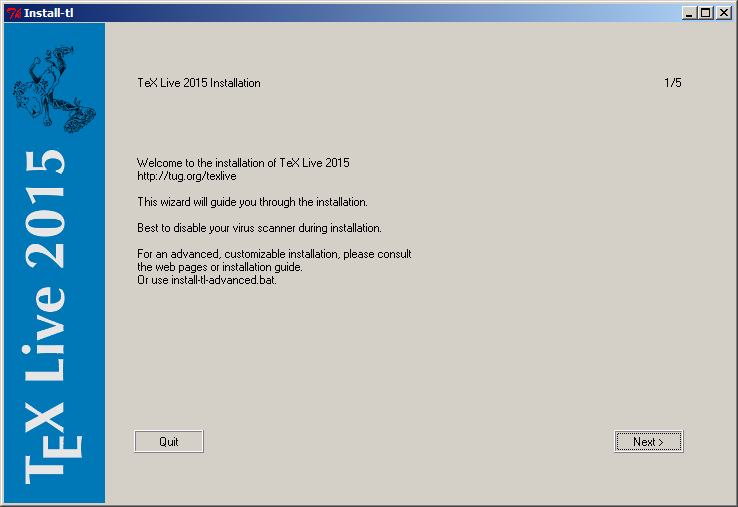 Install-tl
TeX Live 2015
TeX Live 2015 Installation
1/5
Welcome to the installation of TeX Live 2015
http://tug.org/texlive
This wizard will guide you through the installation.
Best to disable your virus scanner during installation.
For an advanced, customizable installation, please consult
the web pages or installation guide.
Or use install-tl-advanced.bat.
Quit
Next >